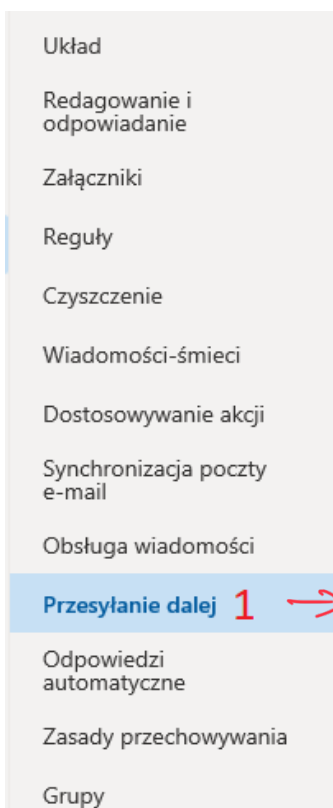 Układ
Redagowanie i
odpowiadanie
Załączniki
Reguły
Czyszczenie
Wiadomości-śmieci
Dostosowywanie akcji
Synchronizacja poczty
e-mail
Obsługa wiadomości
Przesyłanie dalej 1
Odpowiedzi
automatyczne
Zasady przechowywania
Grupy